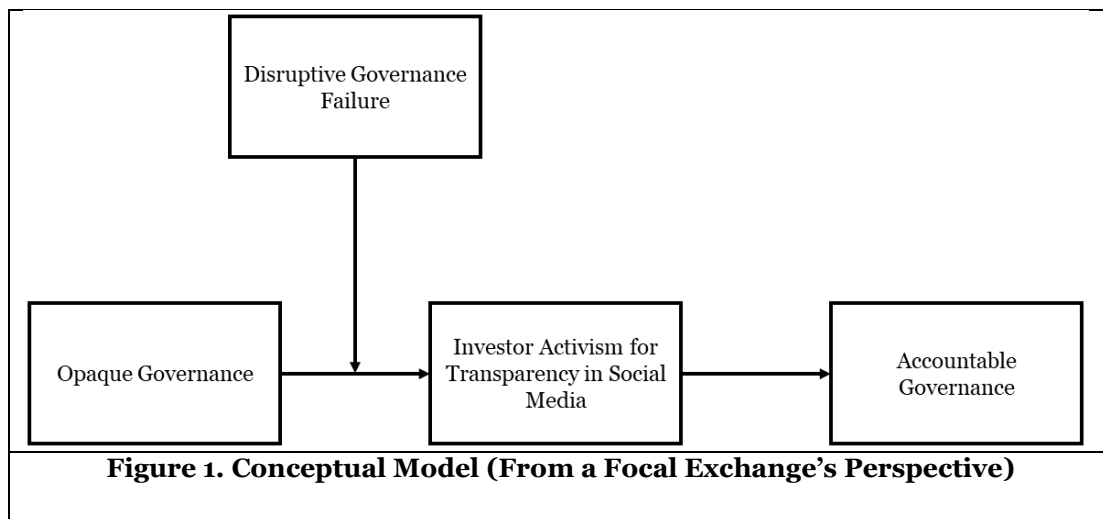 Disruptive Governance
Failure
Opaque Governance
Investor Activism for
Transparency in Social
Media
Accountable
Governance
Figure 1. Conceptual Model (From a Focal Exchange's Perspective)